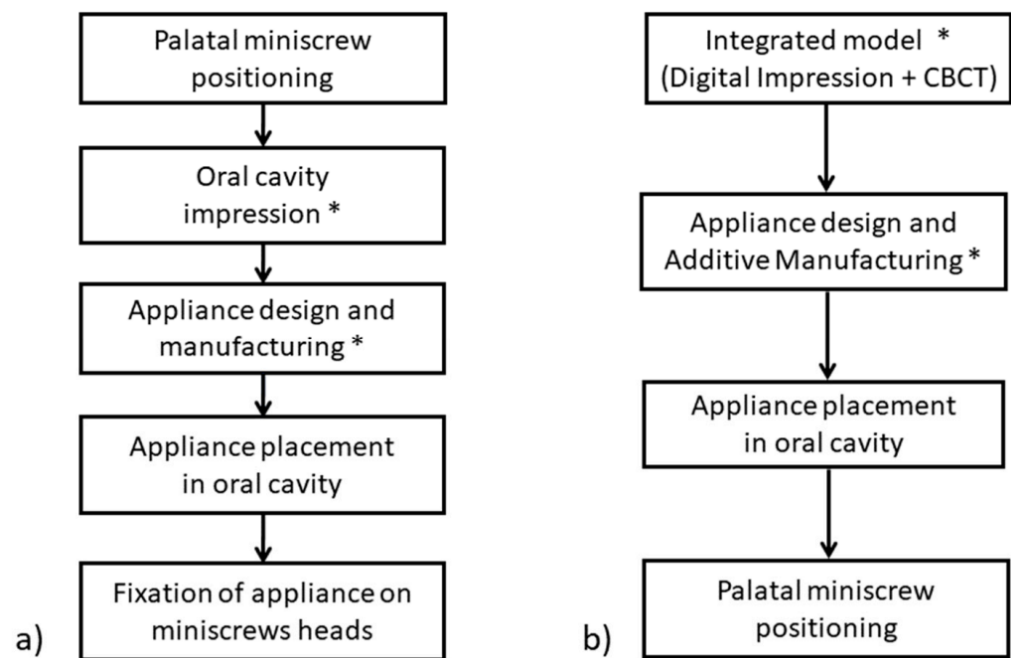 Palatal miniscrew
positioning
Oral cavity
impression *
Appliance design and
manufacturing *
Appliance placement
in oral cavity
Fixation of appliance on
miniscrews heads
a)
Integrated model *
(Digital Impression + CBCT)
Appliance design and
Additive Manufacturing *
Appliance placement
in oral cavity
Palatal miniscrew
positioning
b)